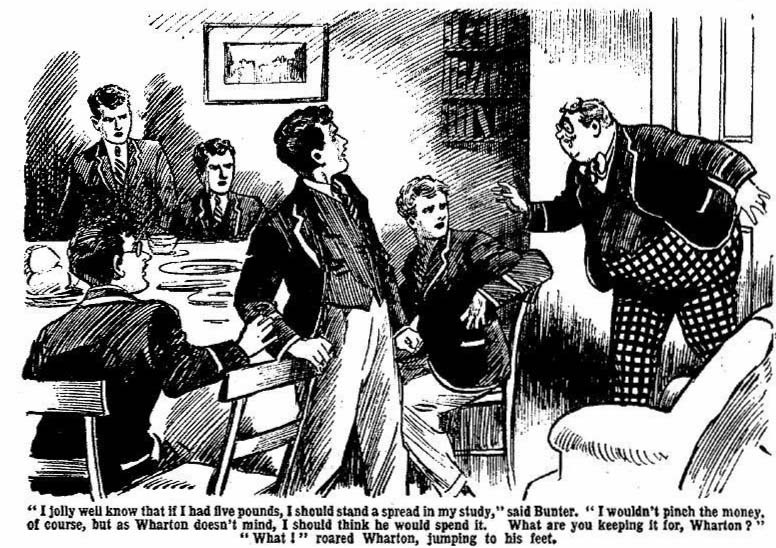 " I jolly well know that if I had five pounds, I should stand a spread in my study," said Bunter. " I wouldn't pinch the money,
of course, but as Wharton doesn't mind, I should think he would spend it. What are you keeping it for, Wharton ? "
" What ! " roared Wharton, jumping to his feet.